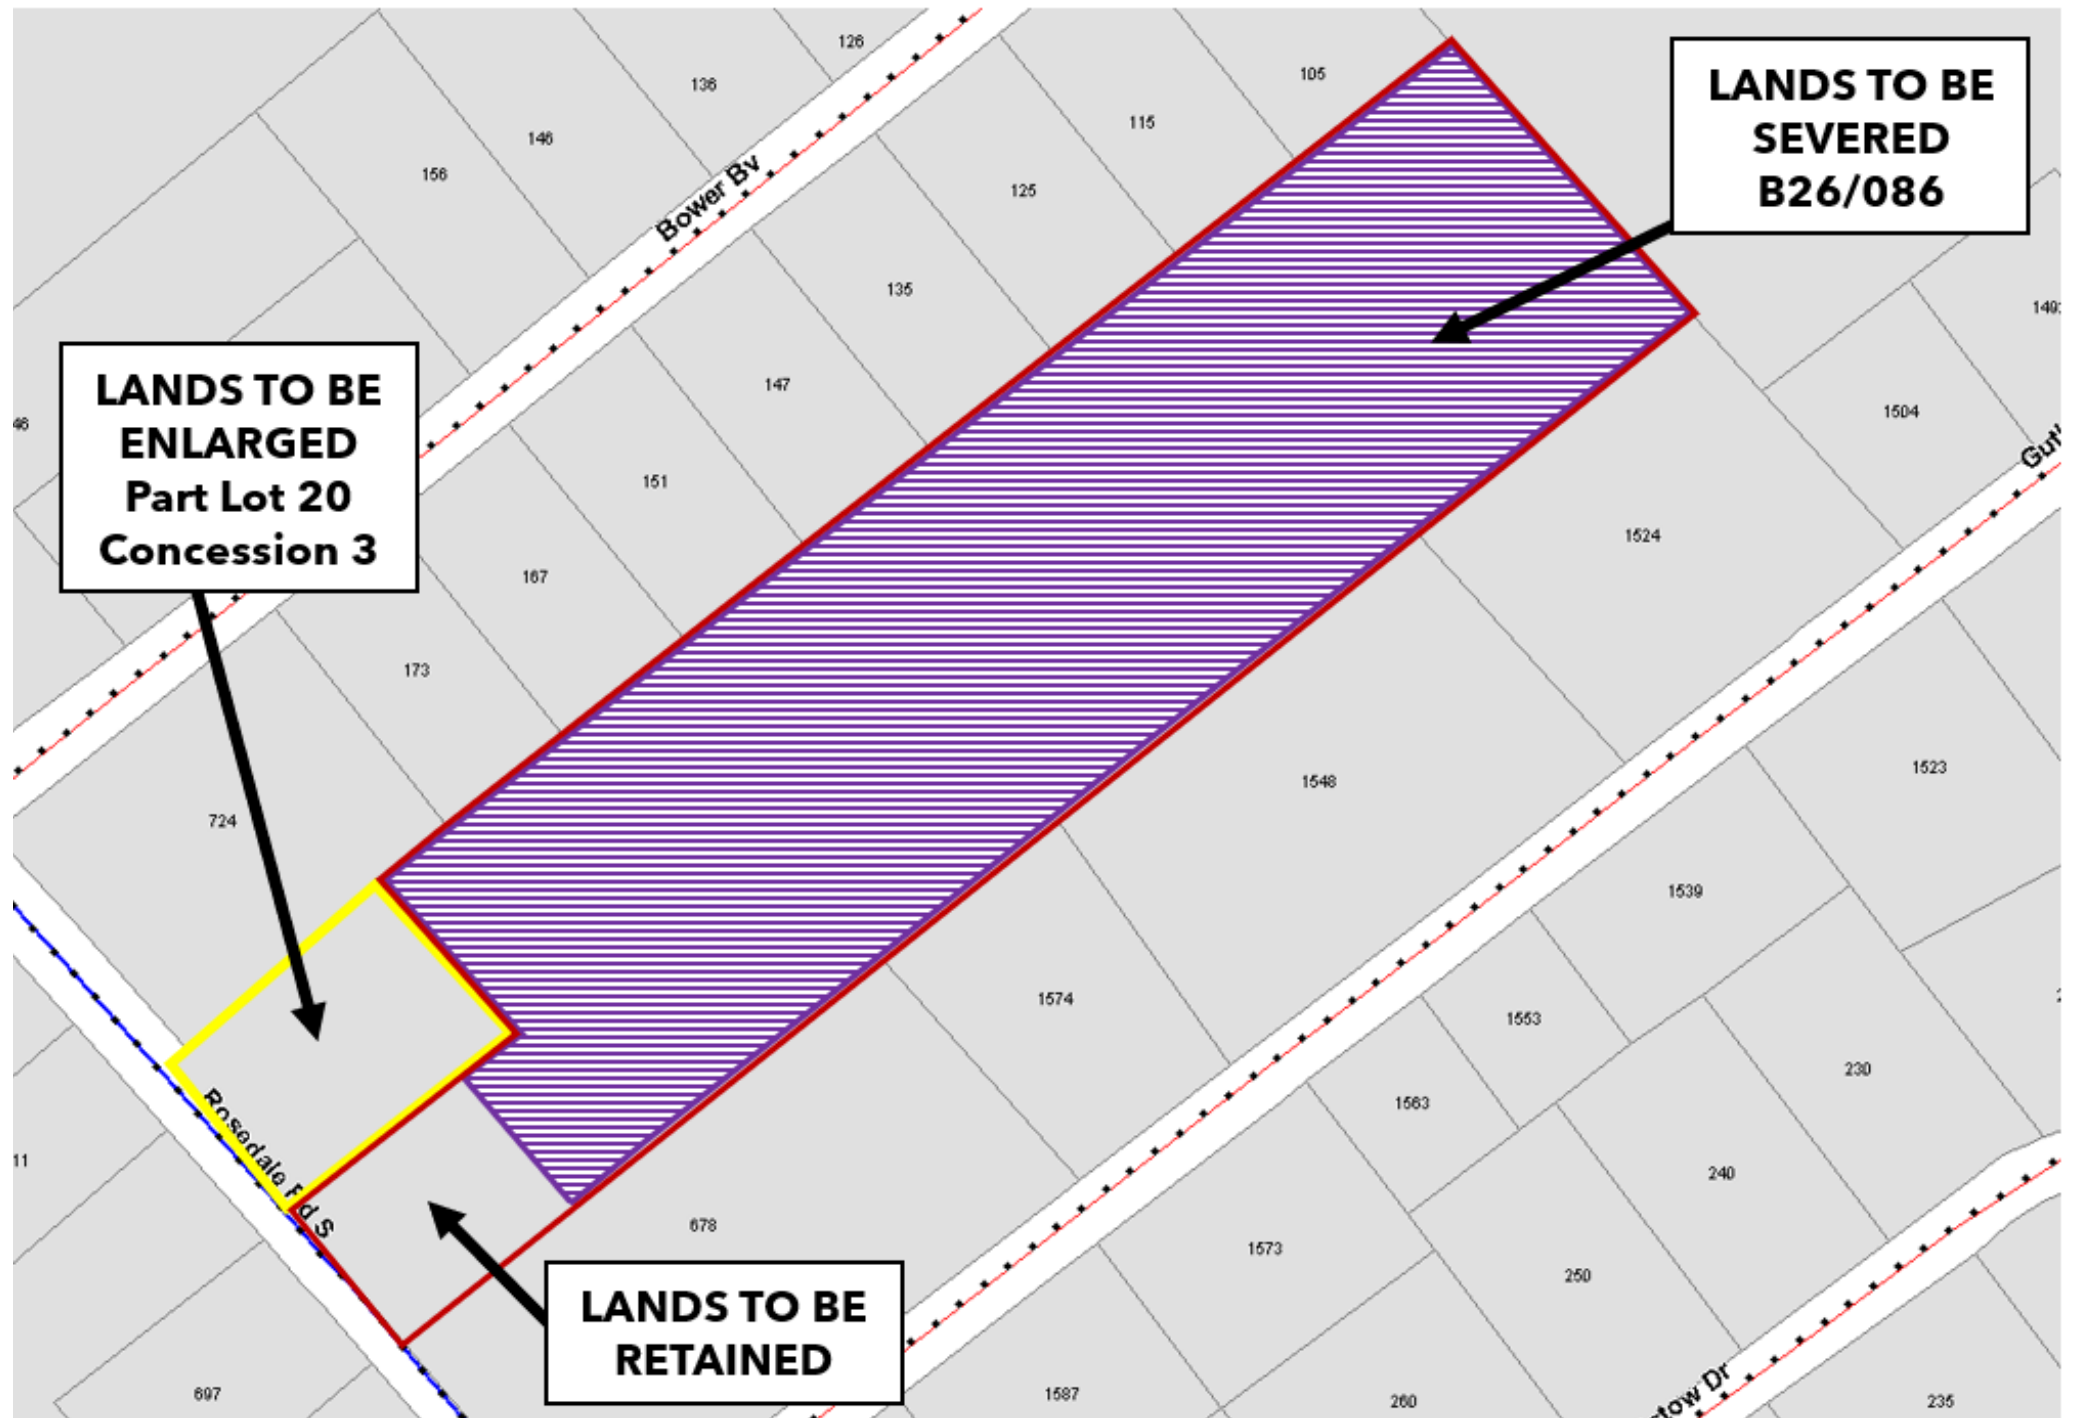 126
136
105
146
115
156
125
LANDS TO BE
SEVERED
B26/086
Bower Bv
135
147
151
167
173
LANDS TO BE
ENLARGED
Part Lot 20
Concession 3
46
1504
1524
1548
1523
724
1539
1574
1553
1563
230
240
250
1573
11
Rosedale Rd S
678
LANDS TO BE
RETAINED
697
1587
260
235